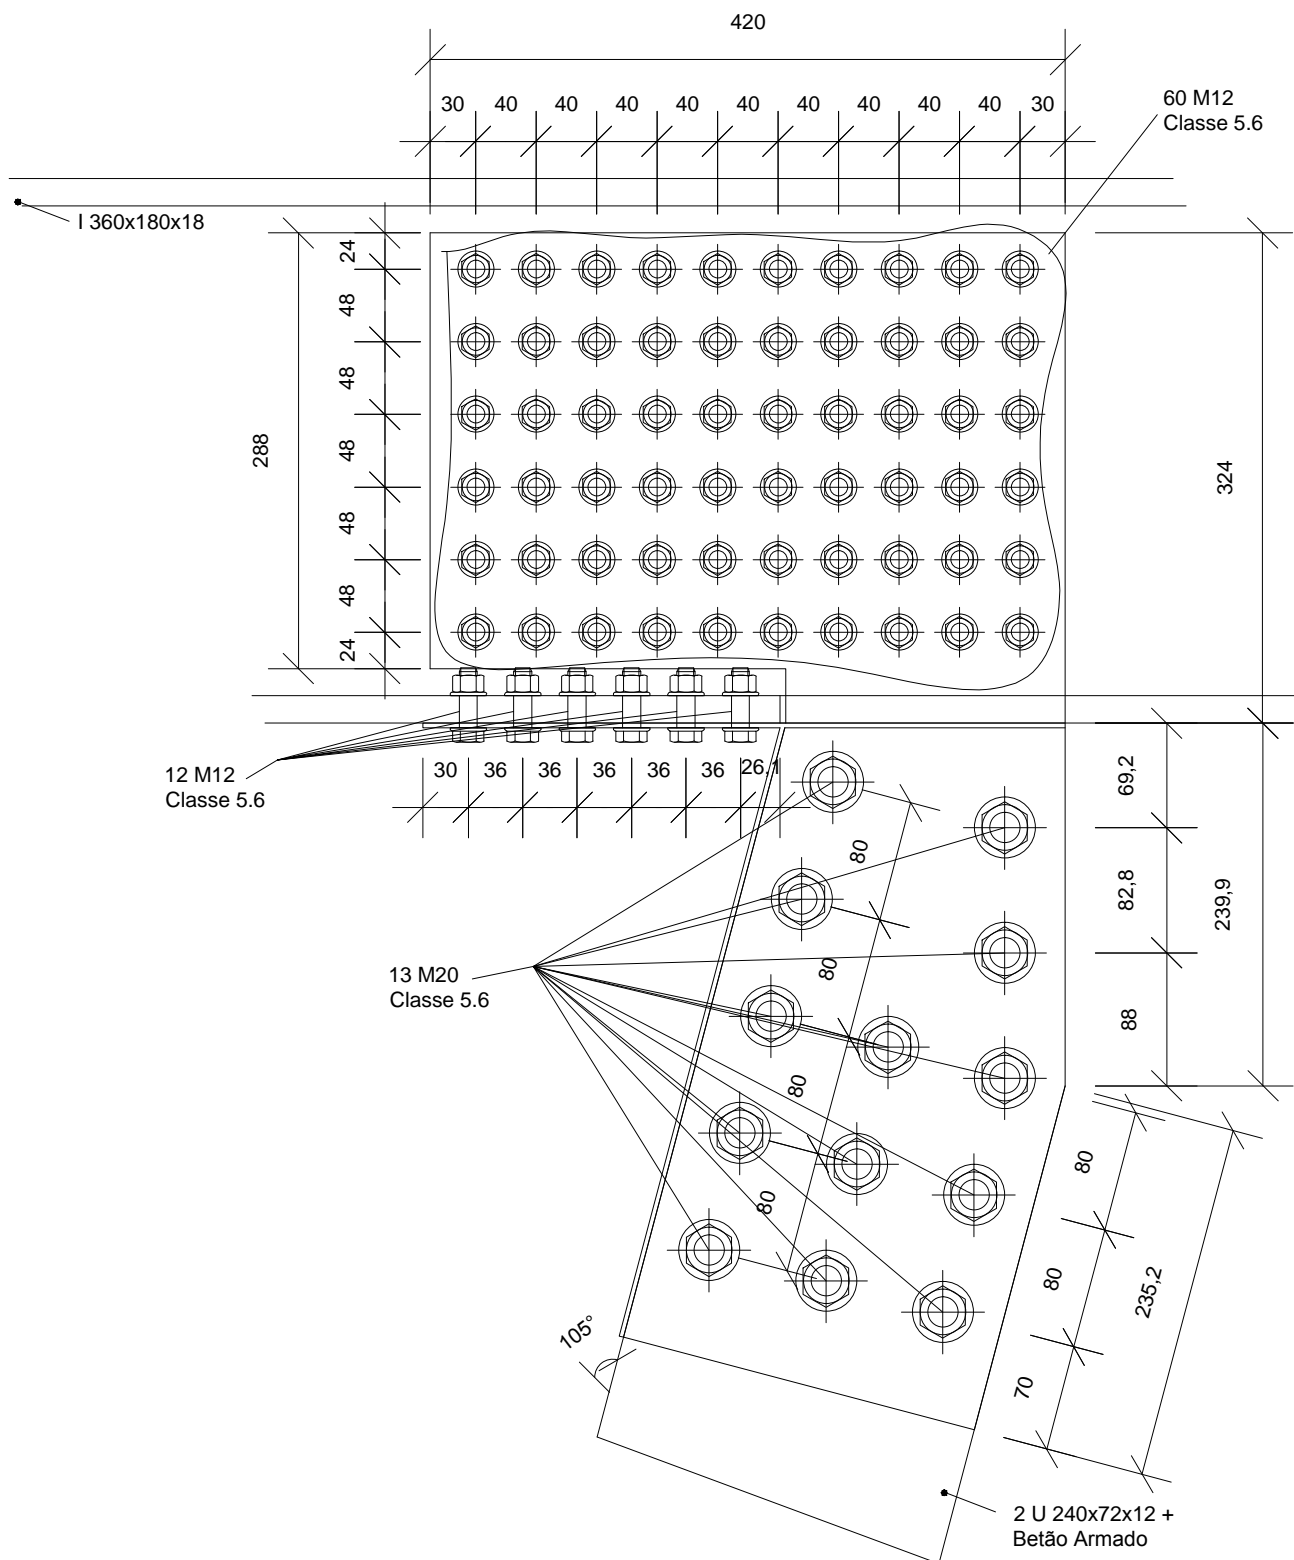 420
30 40 40 40 40 40 40 40 40 40 30
60 M12
Classe 5.6
I 360x180x18
24
48
48
48
48
48
24
288
324
12 M12
Classe 5.6
30 36 36 36 36 36 26,1
69,2
82,8
88
239,9
80
80
80
80
13 M20
Classe 5.6
80
80
70
235,2
105°
2 U 240x72x12 +
Betão Armado